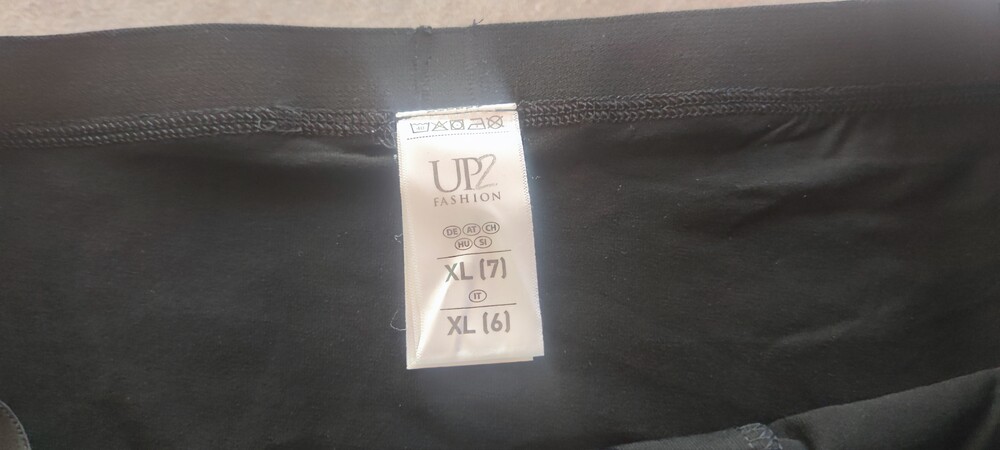 UP2
FASHION
DE AT CH
HU SI
XL (7)
IT
XL (6)